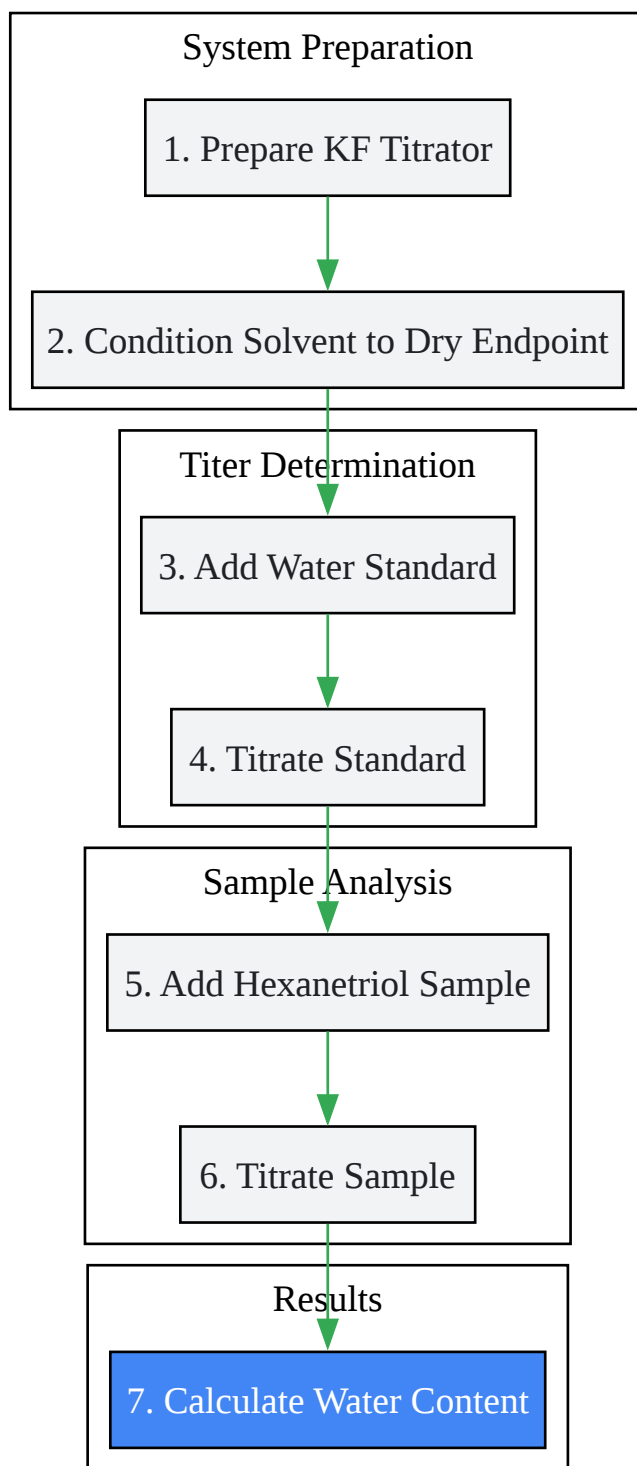 System Preparation
1. Prepare KF Titrator
2. Condition Solvent to Dry Endpoint
Titer Determination
3. Add Water Standard
4. Titrate Standard
Sample Analysis
5. Add Hexanetriol Sample
6. Titrate Sample
Results
7. Calculate Water Content